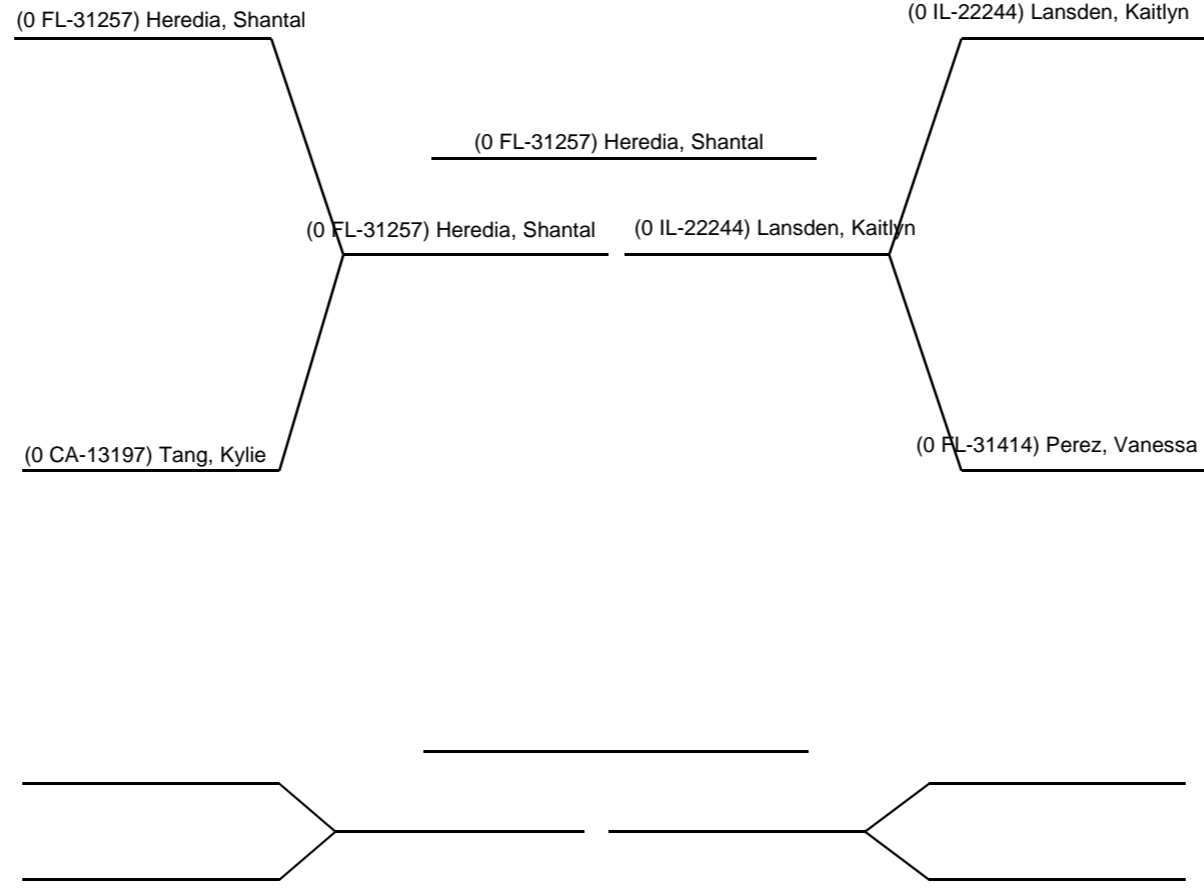 (0 FL-31257) Heredia, Shantal
(0 IL-22244) Lansden, Kaitlyn
(0 FL-31257) Heredia, Shantal
(0 FL-31257) Heredia, Shantal
(0 IL-22244) Lansden, Kaitlyn
(0 CA-13197) Tang, Kylie
(0 FL-31414) Perez, Vanessa